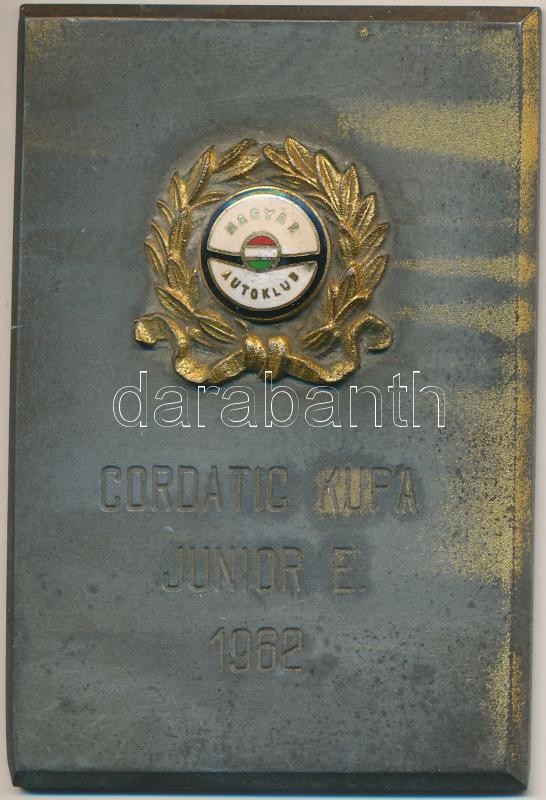 MAGYAR
AUTOKLUB
darabanth
CORDATIC KUPA
JUNIOR E.
1962